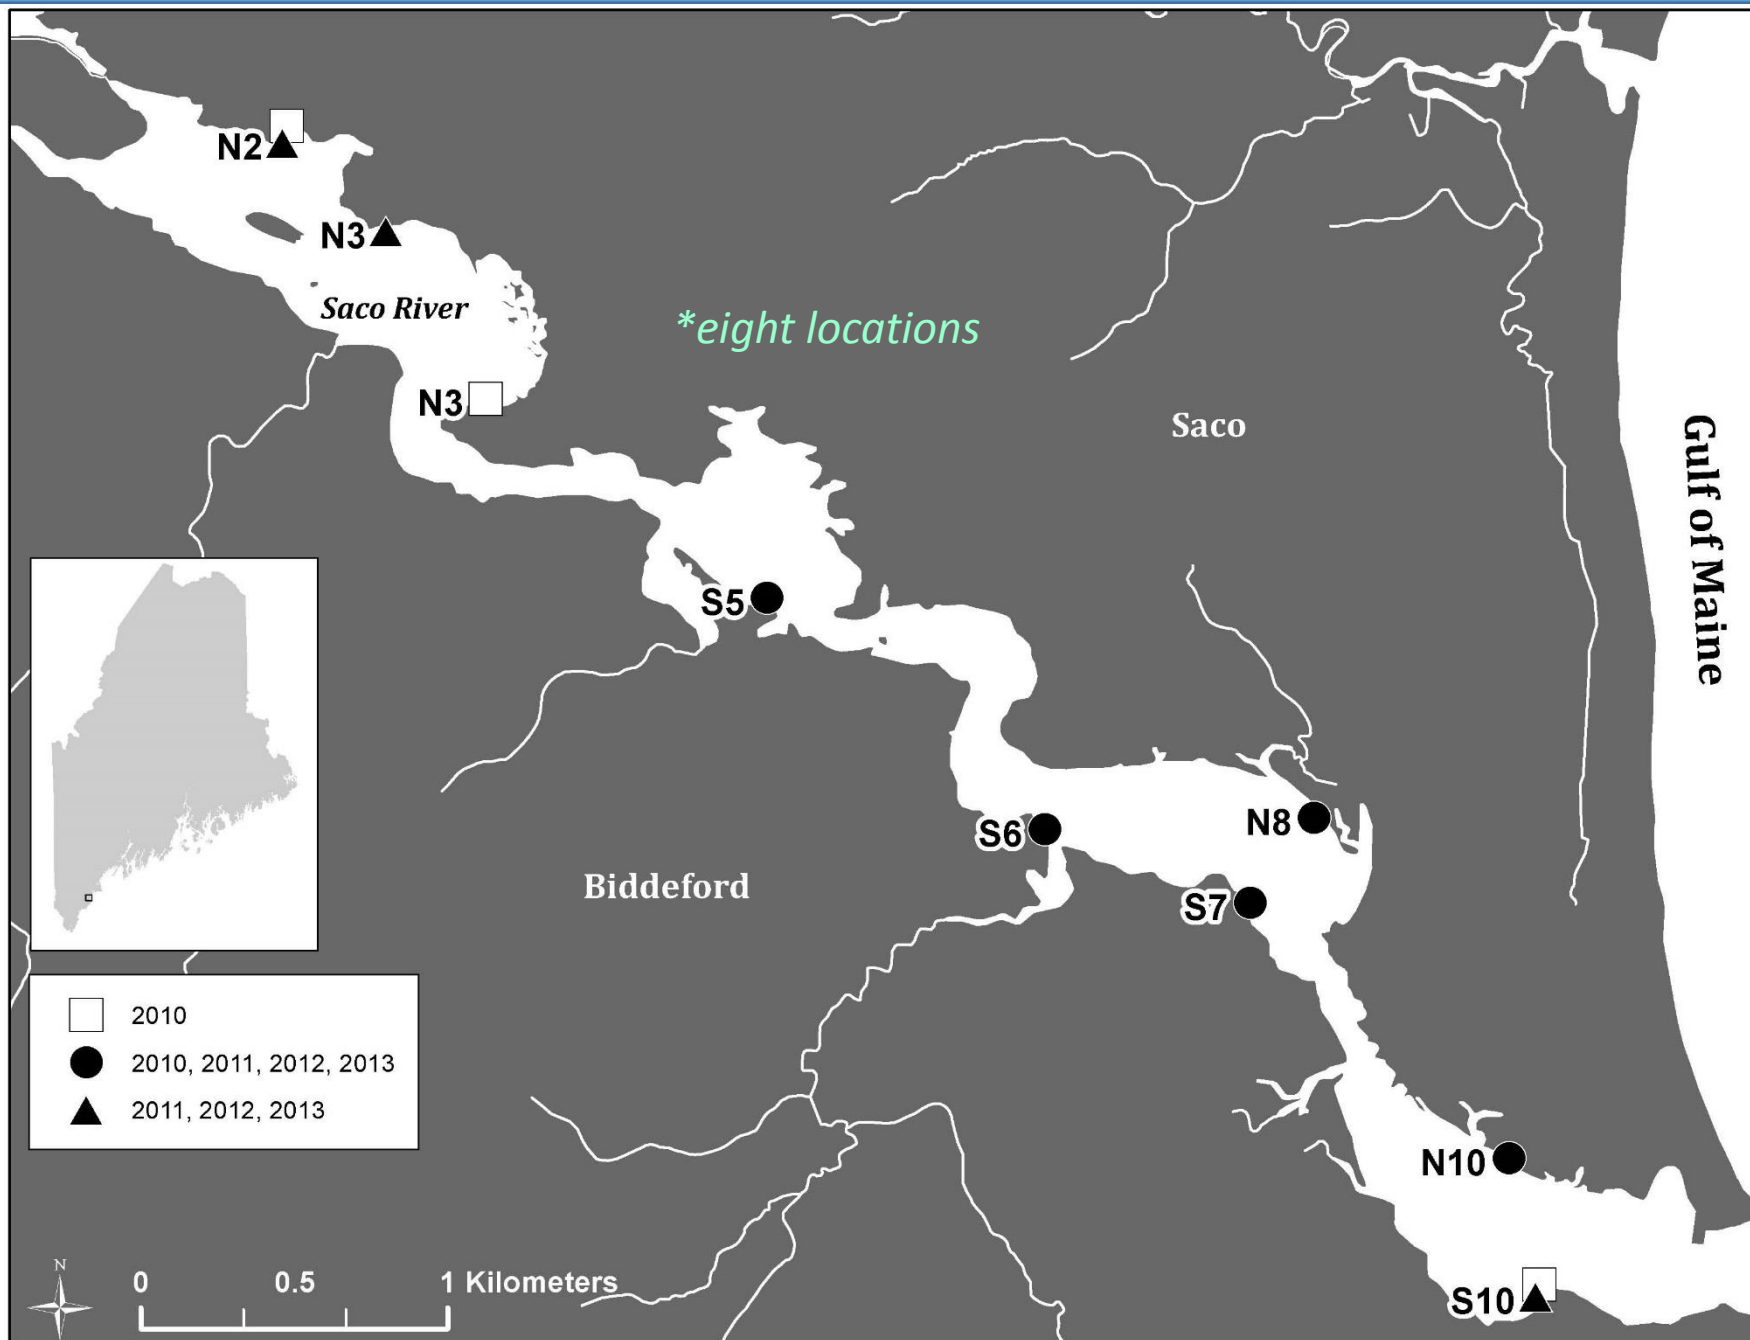 N2
N3
Saco River
*eight locations
N3
Saco
Gulf of Maine
S5
N8
S6
Biddeford
S7
2010
2010, 2011, 2012, 2013
2011, 2012, 2013
N10
N
0 0.5 1 Kilometers
S10